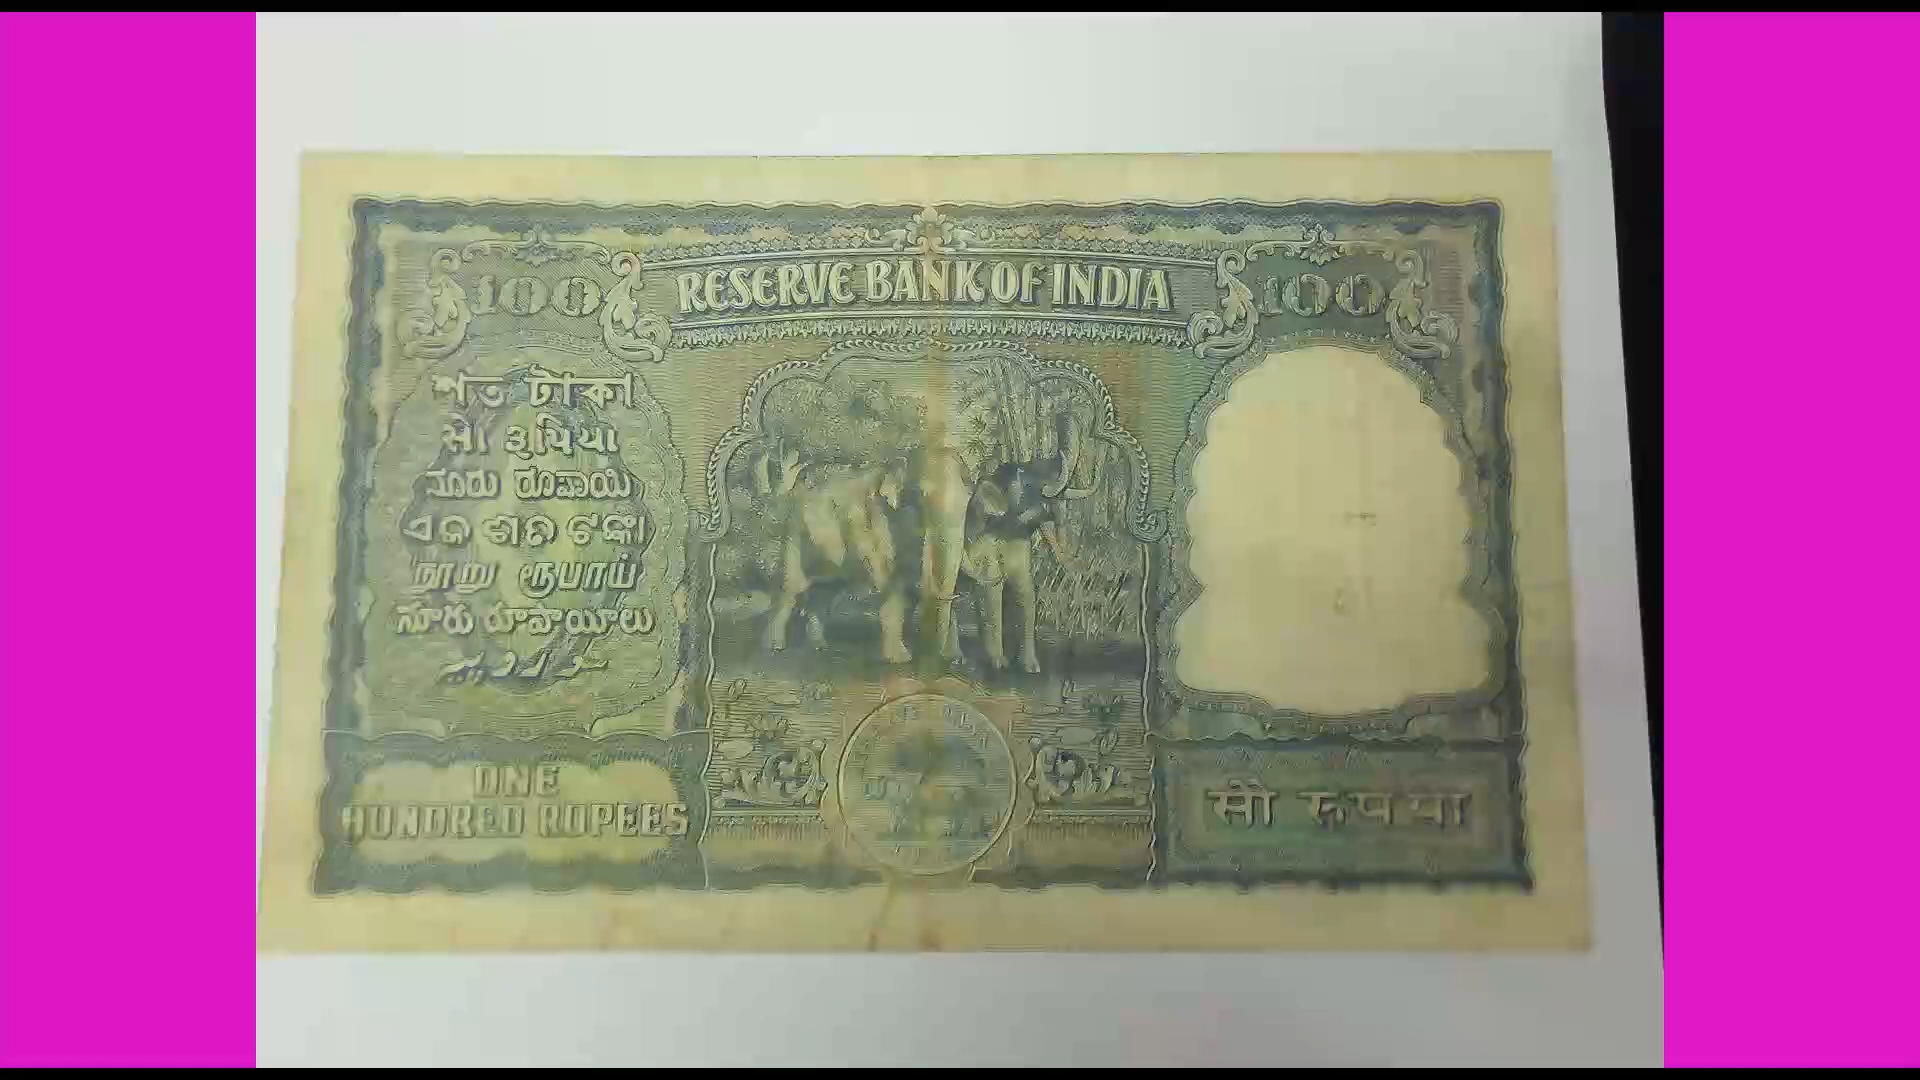 100 RESERVE BANK OF INDIA 100
শত টাকা
સો રૂપિયા
ನೂರು ರೂಪಾಯಿ
ଏକ ଶତ ଟଙ୍କା
நூறு ரூபாய்
నూరు రూపాయలు
ONE
HUNDRED RUPEES
सौ रुपया